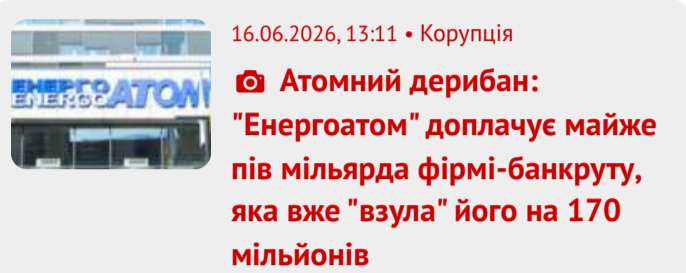 16.06.2026, 13:11 • Корупція
Атомний дерибан:
"Енергоатом" доплачує майже
пів мільярда фірмі-банкруту,
яка вже "взула" його на 170
мільйонів
ЕНЕРГОАТОМ
ENERGOATOM